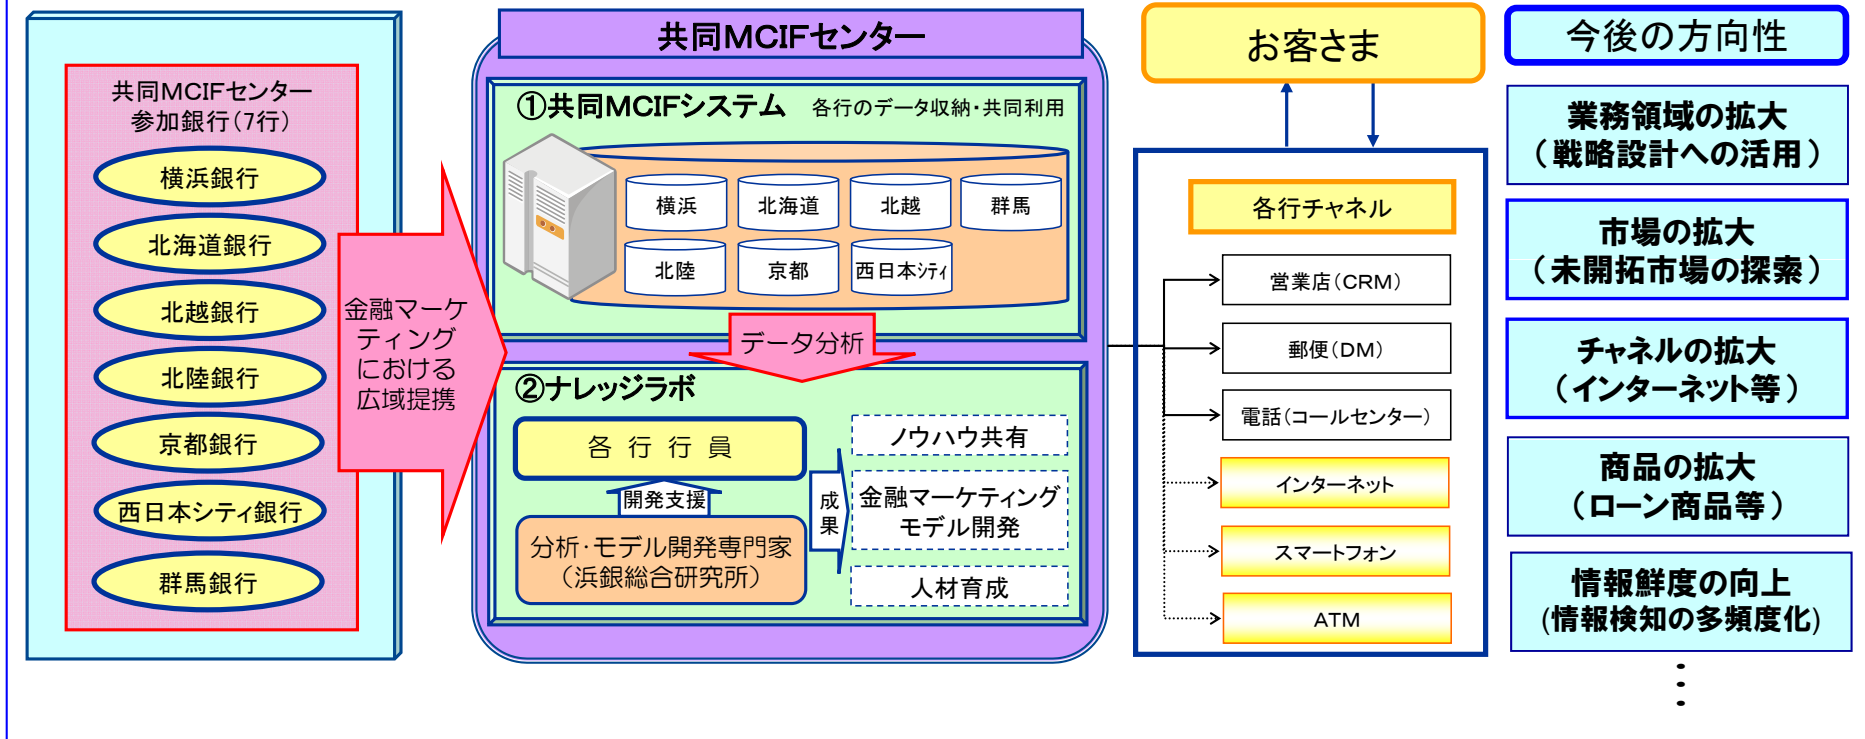 共同MCIFセンター
参加銀行(7行)
横浜銀行
北海道銀行
北越銀行
北陸銀行
京都銀行
西日本シティ銀行
群馬銀行
金融マーケ
ティング
における
広域提携
共同MCIFセンター
①共同MCIFシステム 各行のデータ収納・共同利用
横浜
北海道
北越
群馬
北陸
京都
西日本シティ
データ分析
②ナレッジラボ
各行行員
開発支援
分析・モデル開発専門家
(浜銀総合研究所)
成
果
ノウハウ共有
金融マーケティング
モデル開発
人材育成
お客さま
各行チャネル
営業店(CRM)
郵便(DM)
電話(コールセンター)
インターネット
スマートフォン
ATM
今後の方向性
業務領域の拡大
(戦略設計への活用)
市場の拡大
(未開拓市場の探索)
チャネルの拡大
(インターネット等)
商品の拡大
(ローン商品等)
情報鮮度の向上
(情報検知の多頻度化)
⋮